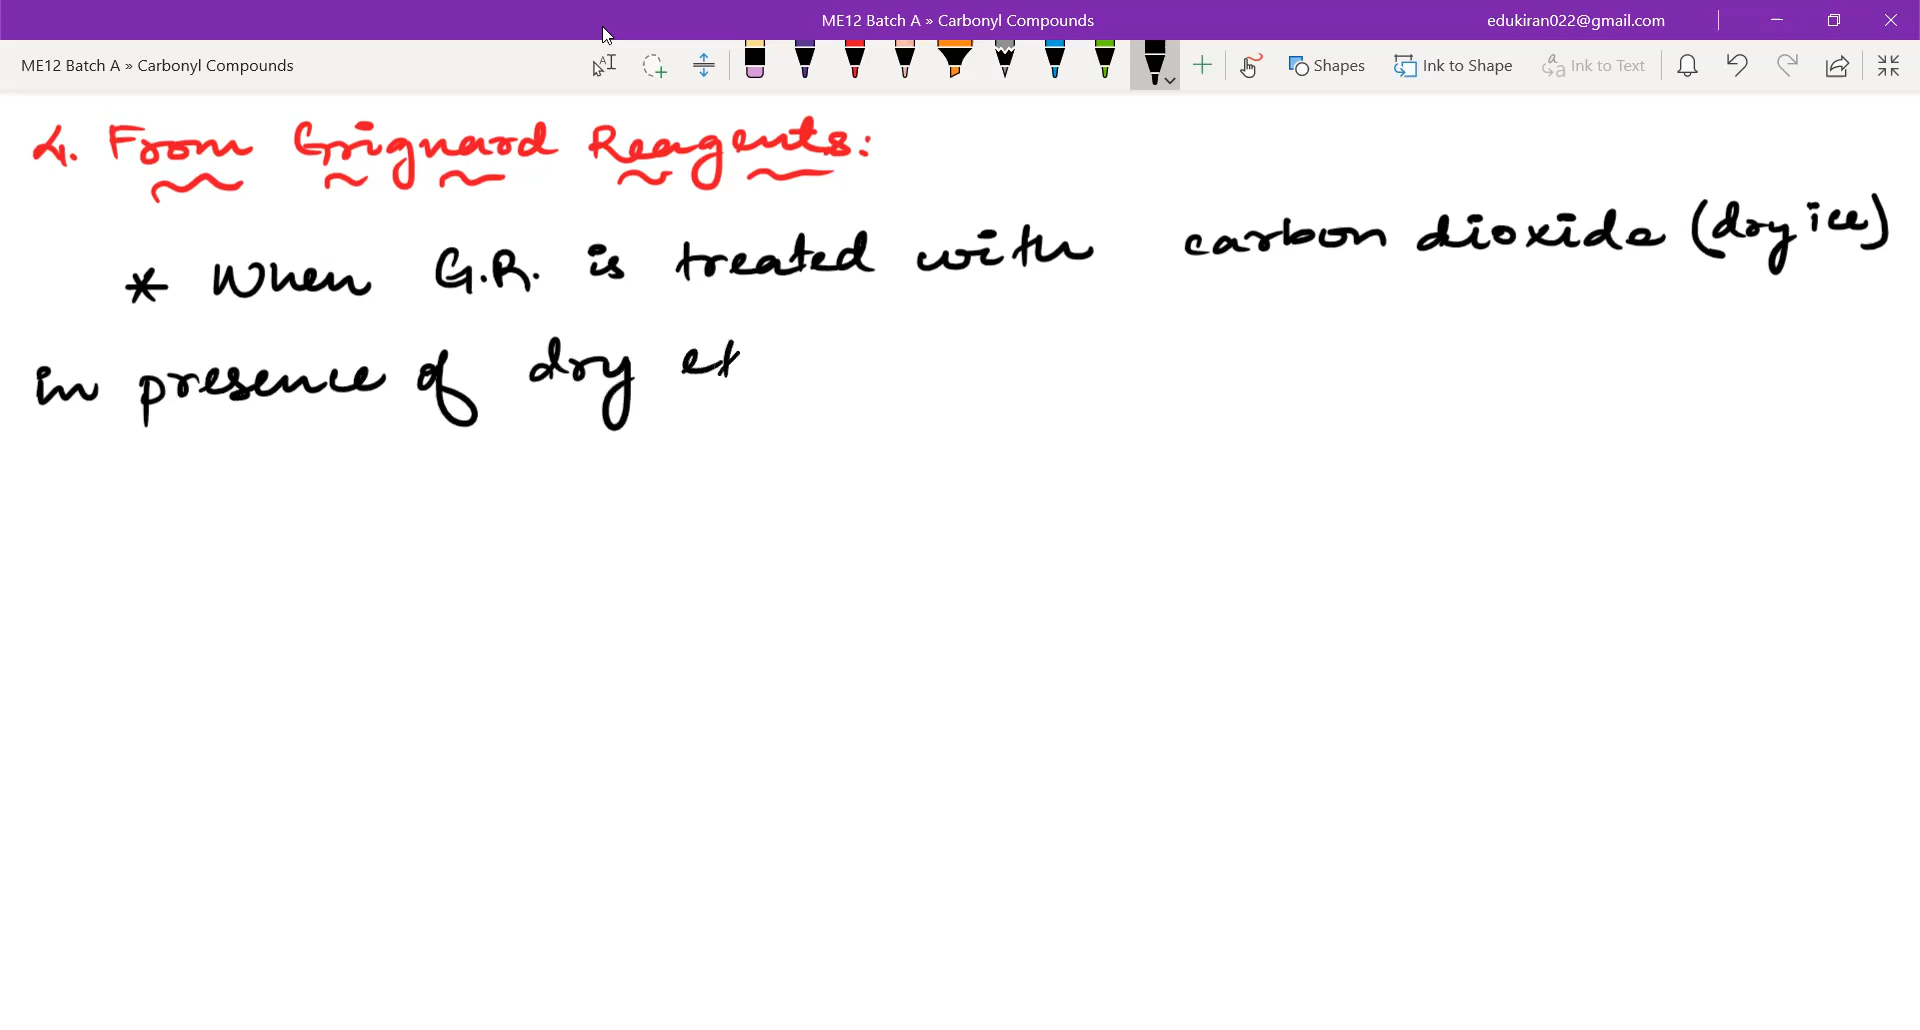 ME12 Batch A » Carbonyl Compounds
edukiran022@gmail.com
ME12 Batch A » Carbonyl Compounds
Shapes
Ink to Shape
Ink to Text
4. From Grignard Reagents:
* When G.R. is treated with carbon dioxide (dry ice)
in presence of dry et